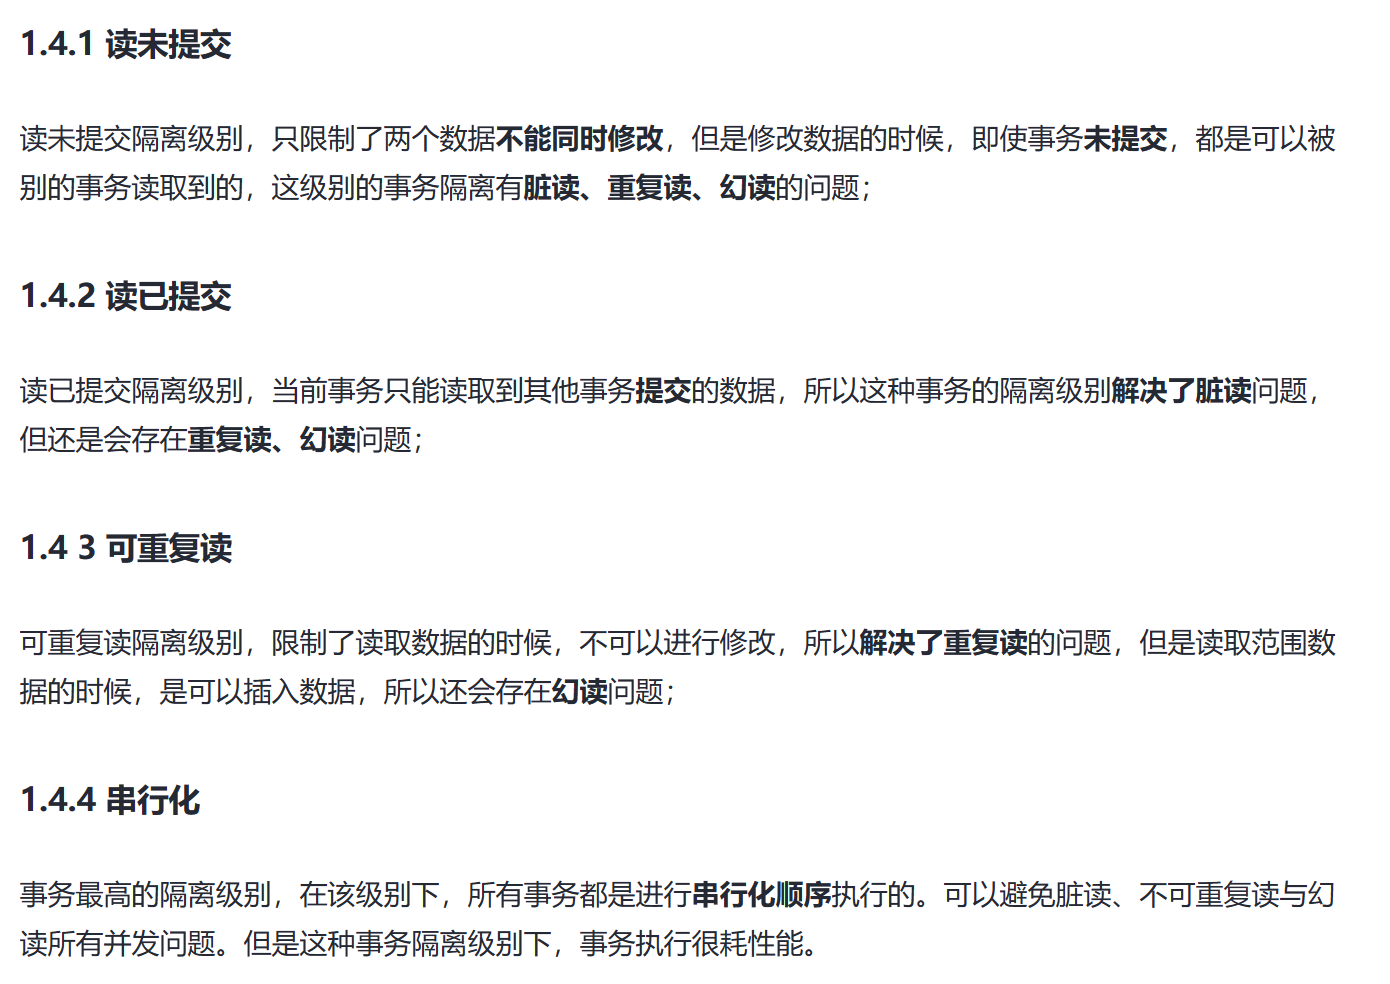 1.4.1 读未提交
读未提交隔离级别，只限制了两个数据不能同时修改，但是修改数据的时候，即使事务未提交，都是可以被
别的事务读取到的，这级别的事务隔离有脏读、重复读、幻读的问题；
1.4.2 读已提交
读已提交隔离级别，当前事务只能读取到其他事务提交的数据，所以这种事务的隔离级别解决了脏读问题，
但还是会存在重复读、幻读问题；
1.4 3 可重复读
可重复读隔离级别，限制了读取数据的时候，不可以进行修改，所以解决了重复读的问题，但是读取范围数
据的时候，是可以插入数据，所以还会存在幻读问题；
1.4.4 串行化
事务最高的隔离级别，在该级别下，所有事务都是进行串行化顺序执行的。可以避免脏读、不可重复读与幻
读所有并发问题。但是这种事务隔离级别下，事务执行很耗性能。